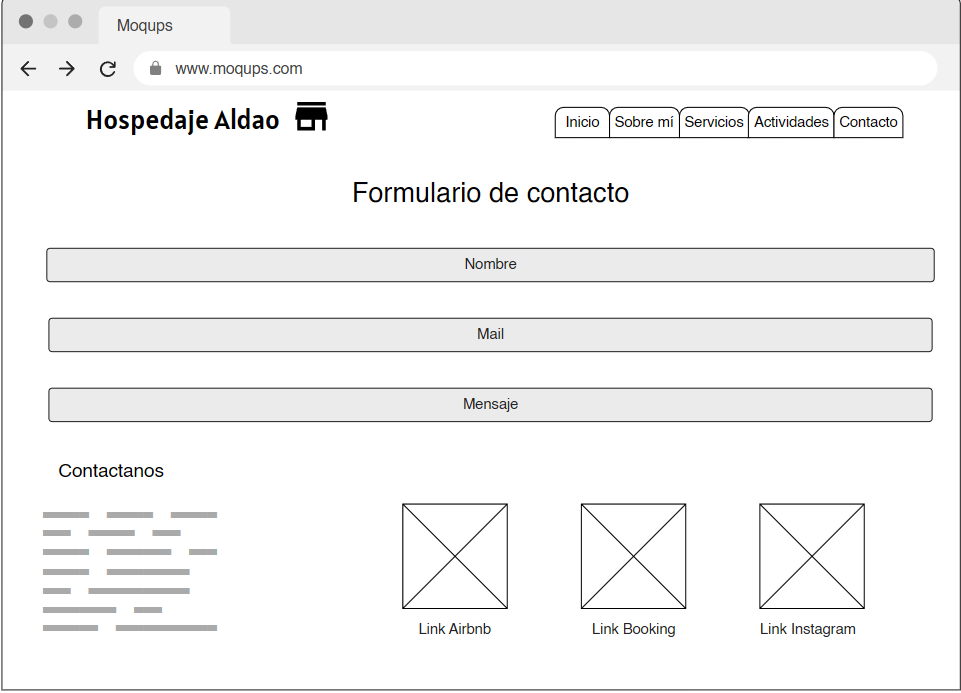 Moqups
www.moqups.com
Hospedaje Aldao
Inicio
Sobre mí
Servicios
Actividades
Contacto
Formulario de contacto
Nombre
Mail
Mensaje
Contactanos
Link Airbnb
Link Booking
Link Instagram